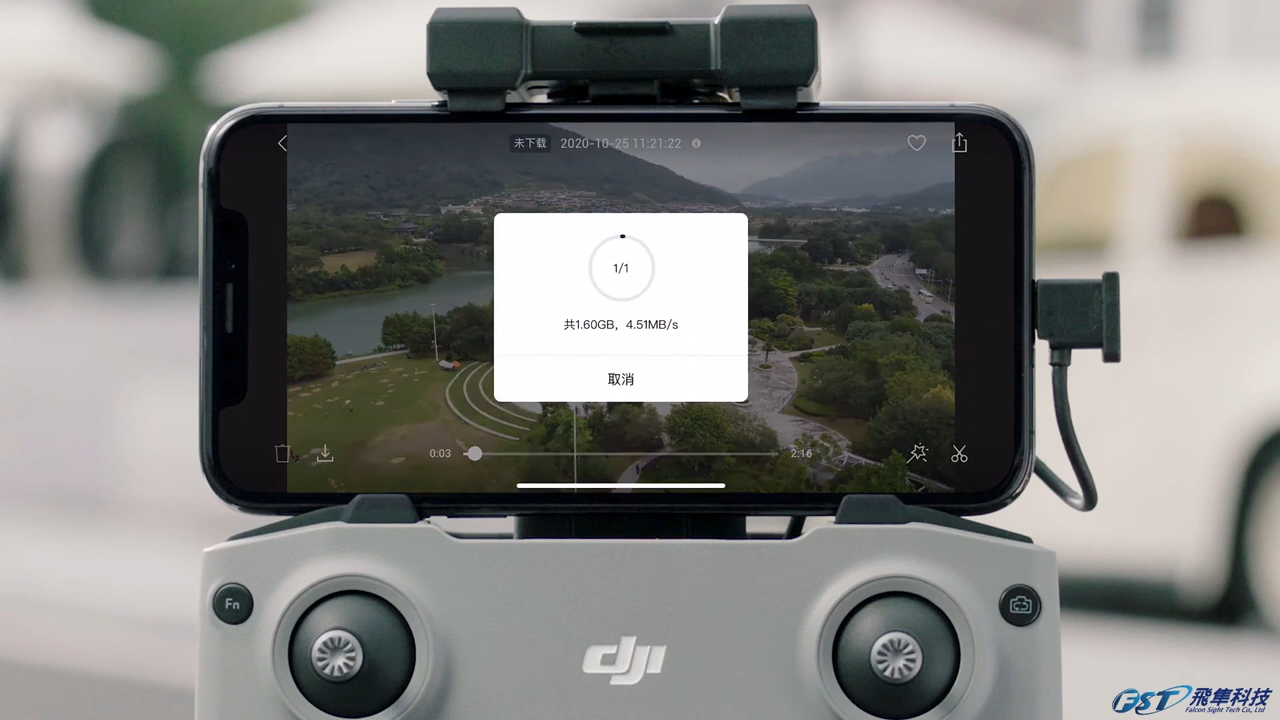 未下载 2020-10-25 11:21:22
1/1
共1.60GB，4.51MB/s
取消
0:03 2:16
Fn
dji
FST 飛隼科技
Falcon Sight Tech Co., Ltd